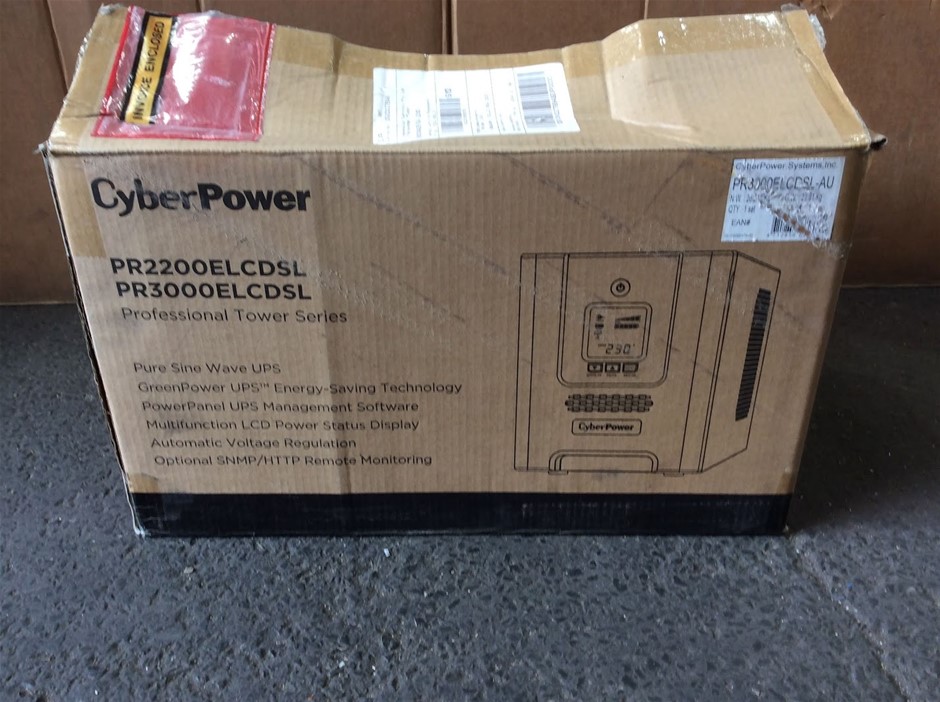 INVOICE ENCLOSED
CyberPower
CyberPower Systems, Inc.
PR3000ELCDSL-AU
N.W.
QTY
EAN#
PR2200ELCDSL
PR3000ELCDSL
Professional Tower Series
Pure Sine Wave UPS
GreenPower UPS™ Energy-Saving Technology
PowerPanel UPS Management Software
Multifunction LCD Power Status Display
Automatic Voltage Regulation
Optional SNMP/HTTP Remote Monitoring
230
CyberPower